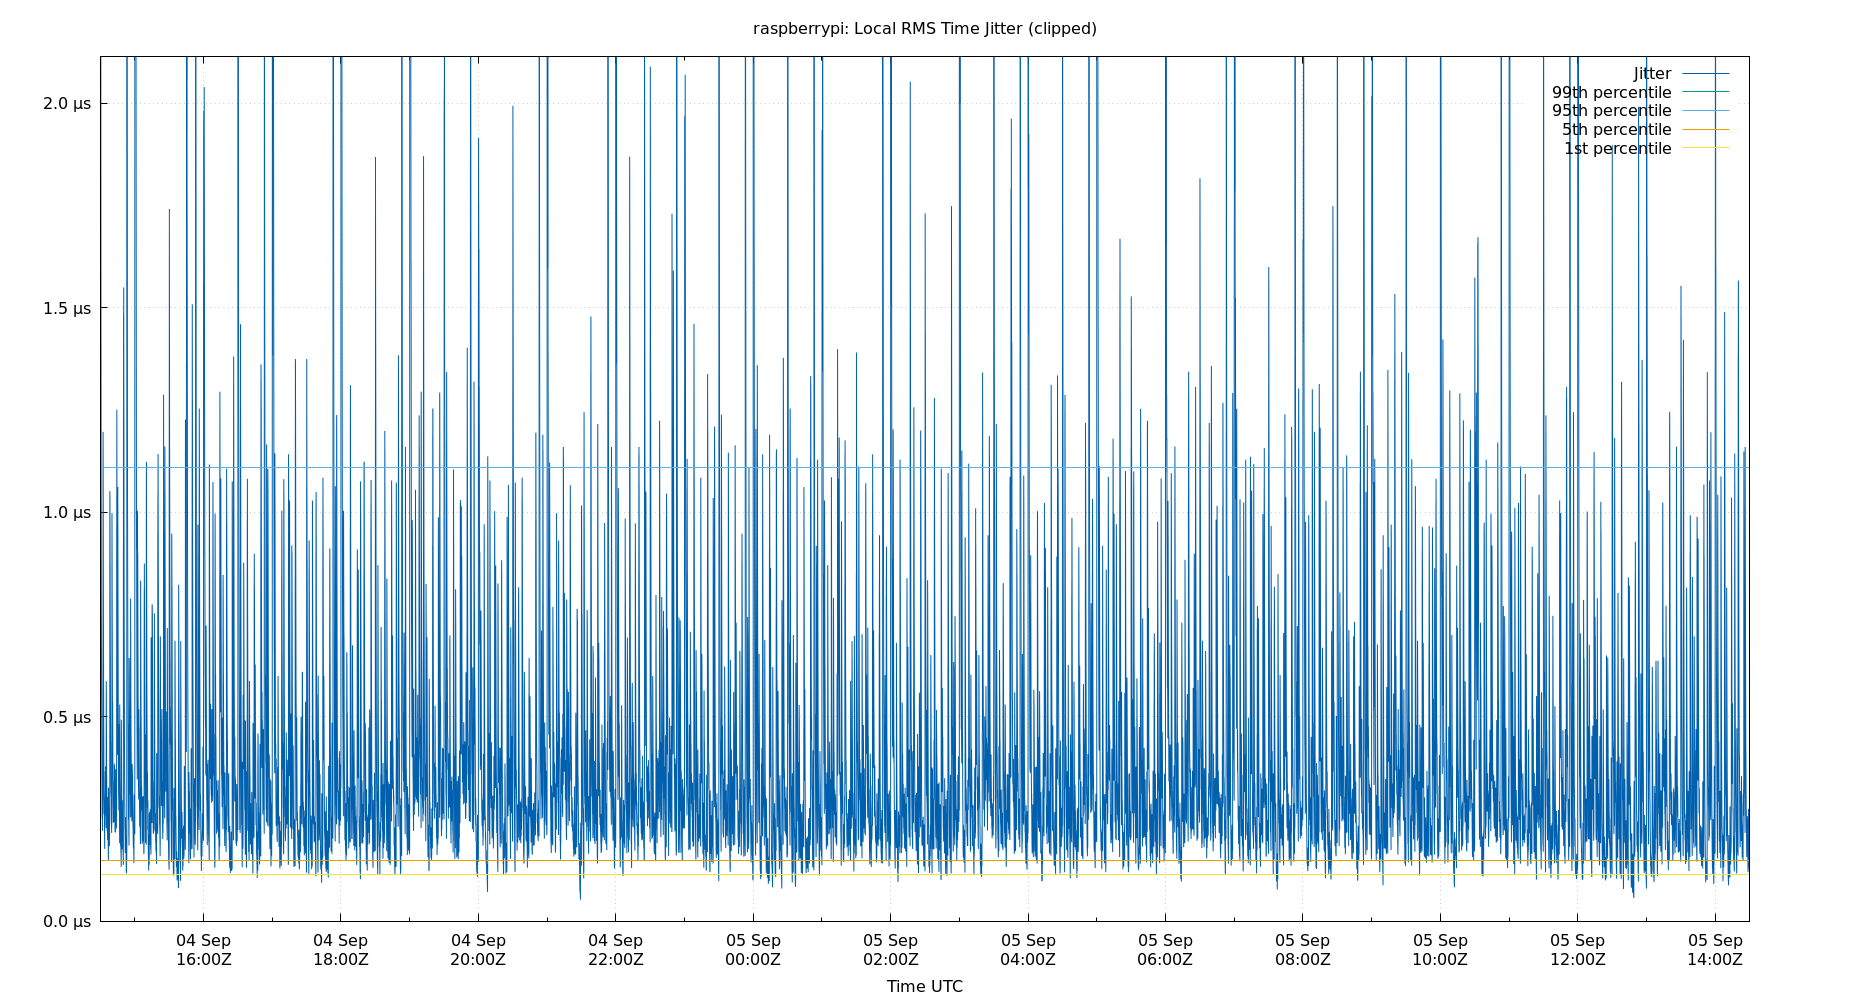 raspberrypi: Local RMS Time Jitter (clipped)
Jitter
99th percentile
95th percentile
5th percentile
1st percentile
2.0 µs
1.5 µs
1.0 µs
0.5 µs
0.0 µs
04 Sep 04 Sep 04 Sep 04 Sep 05 Sep 05 Sep 05 Sep 05 Sep 05 Sep 05 Sep 05 Sep 05 Sep
16:00Z 18:00Z 20:00Z 22:00Z 00:00Z 02:00Z 04:00Z 06:00Z 08:00Z 10:00Z 12:00Z 14:00Z
Time UTC